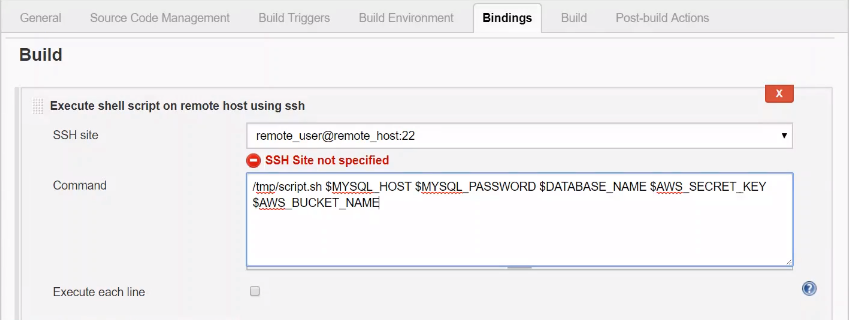 General Source Code Management Build Triggers Build Environment Bindings Build Post-build Actions
Build
X
Execute shell script on remote host using ssh
SSH site remote_user@remote_host:22
SSH Site not specified
Command /tmp/script.sh $MYSQL_HOST $MYSQL_PASSWORD $DATABASE_NAME $AWS_SECRET_KEY
$AWS_BUCKET_NAME
Execute each line ?